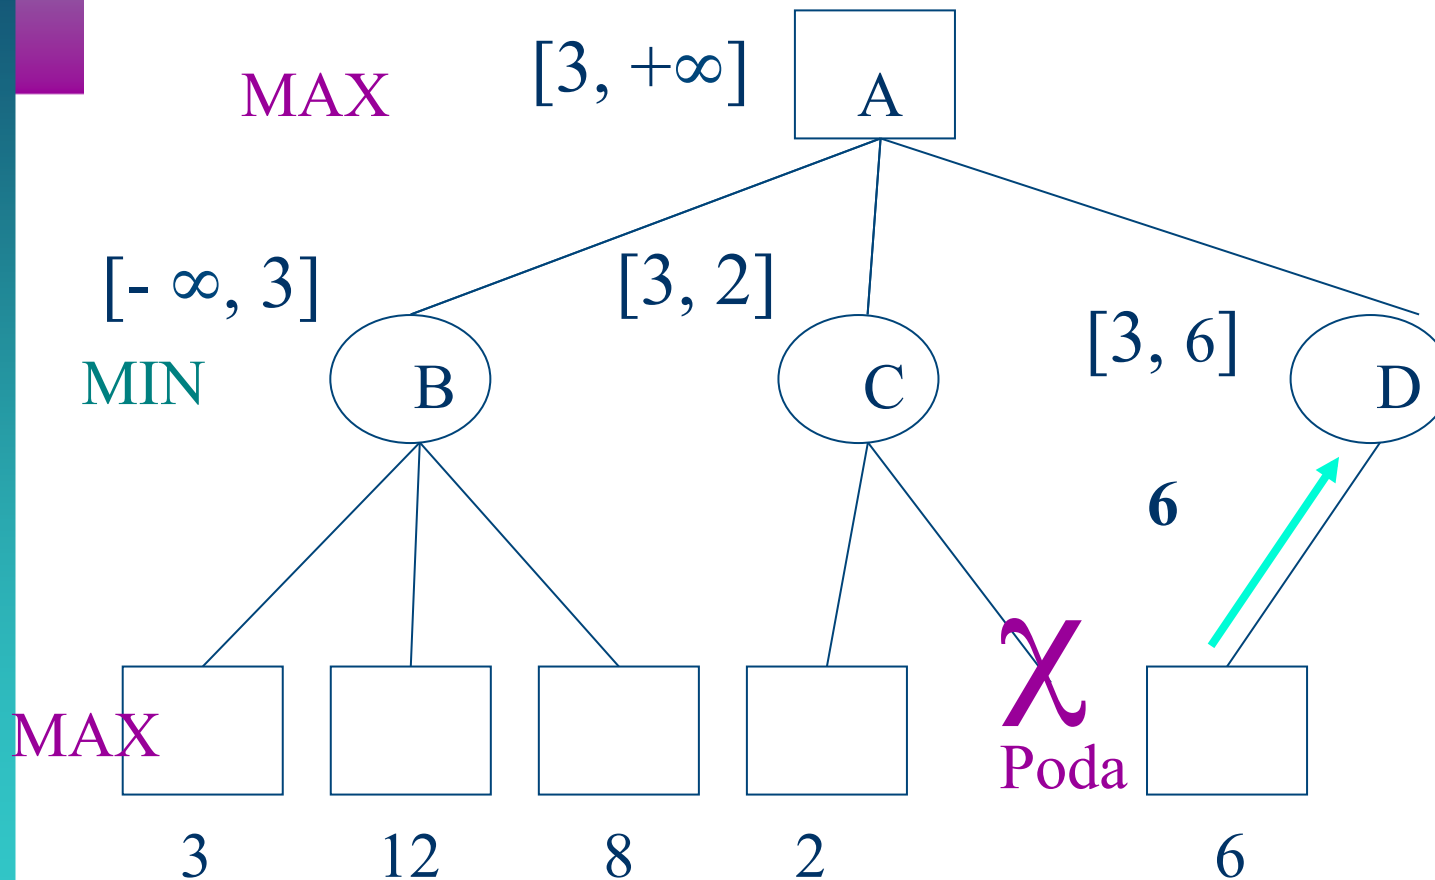 MAX
[3, +∞]
A
[- ∞, 3]
[3, 2]
[3, 6]
MIN
B
C
D
6
χ
MAX
Poda
3
12
8
2
6